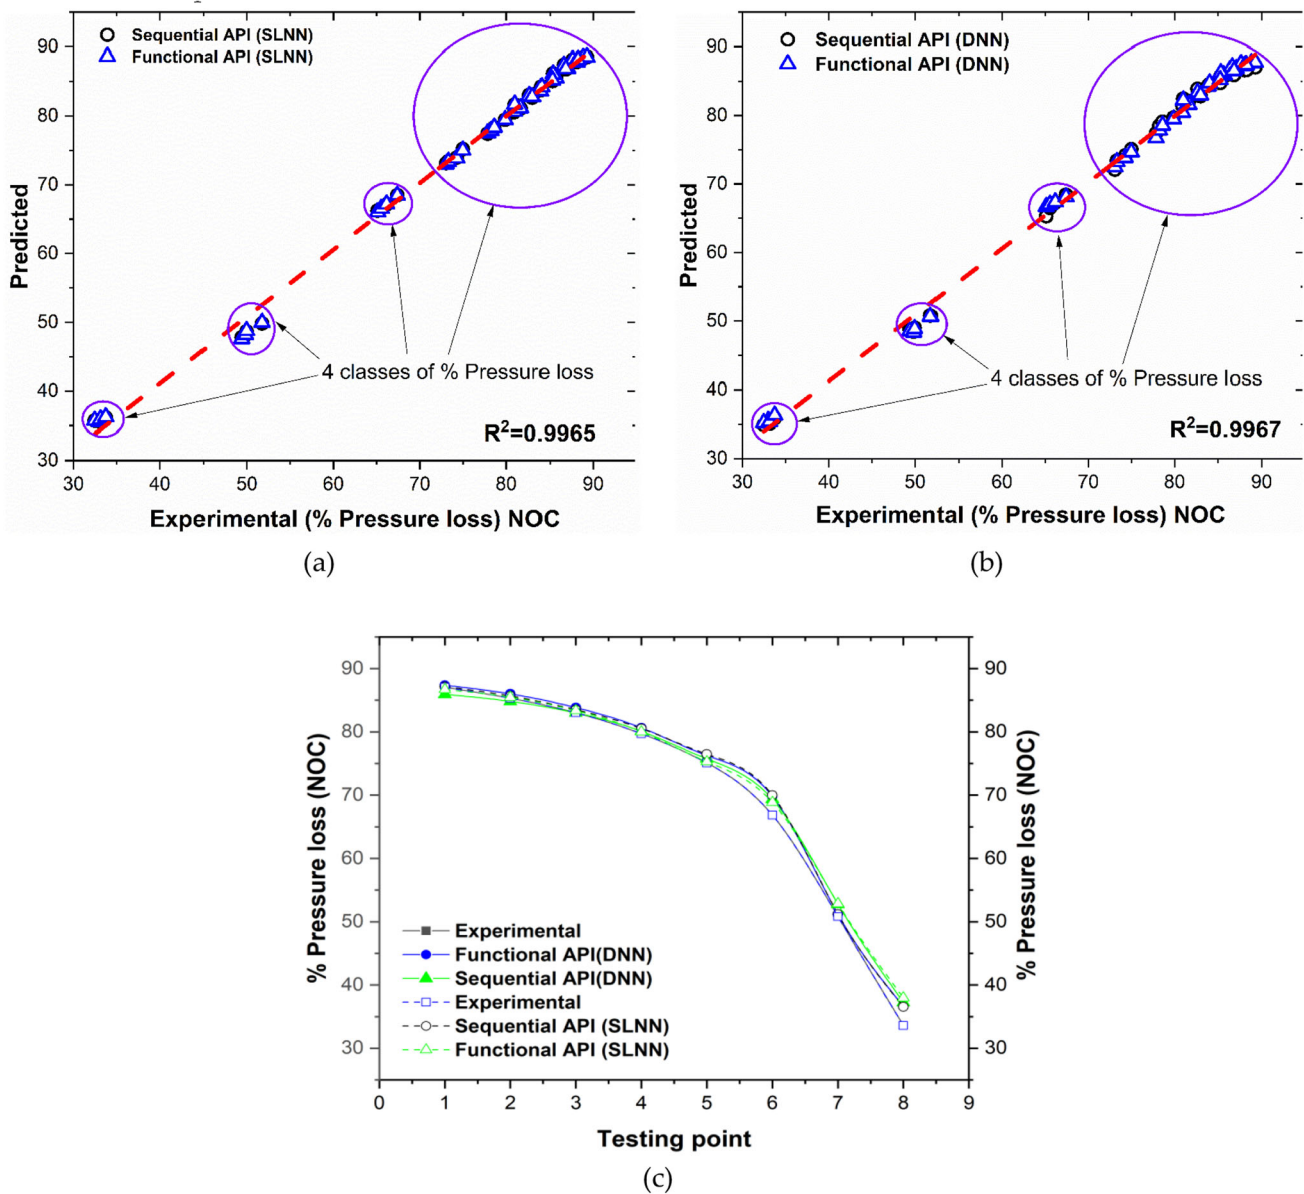 Sequential API (SLNN)
Functional API (SLNN)
90
80
70
60
50
40
30
Predicted
4 classes of % Pressure loss
R²=0.9965
30 40 50 60 70 80 90
Experimental (% Pressure loss) NOC
(a)
Sequential API (DNN)
Functional API (DNN)
90
80
70
60
50
40
30
Predicted
4 classes of % Pressure loss
R²=0.9967
30 40 50 60 70 80 90
Experimental (% Pressure loss) NOC
(b)
90
80
70
60
50
40
30
% Pressure loss (NOC)
Experimental
Functional API(DNN)
Sequential API(DNN)
Experimental
Sequential API (SLNN)
Functional API (SLNN)
90
80
70
60
50
40
30
% Pressure loss (NOC)
0 1 2 3 4 5 6 7 8 9
Testing point
(c)